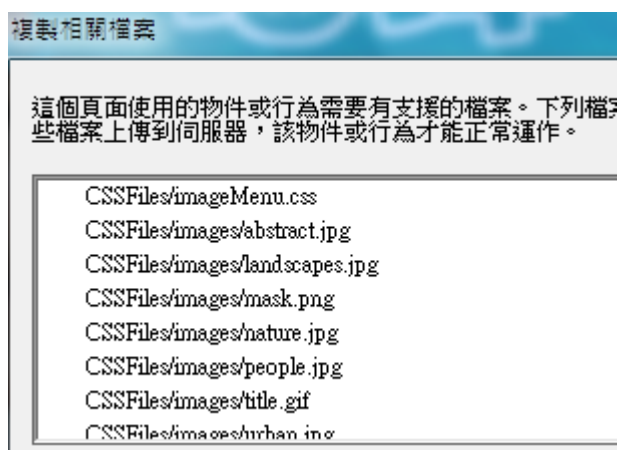 複製相關檔案
這個頁面使用的物件或行為需要有支援的檔案。下列檔案
些檔案上傳到伺服器，該物件或行為才能正常運作。
CSSFiles/imageMenu.css
CSSFiles/images/abstract.jpg
CSSFiles/images/landscapes.jpg
CSSFiles/images/mask.png
CSSFiles/images/nature.jpg
CSSFiles/images/people.jpg
CSSFiles/images/title.gif
CSSFiles/images/urban.jpg